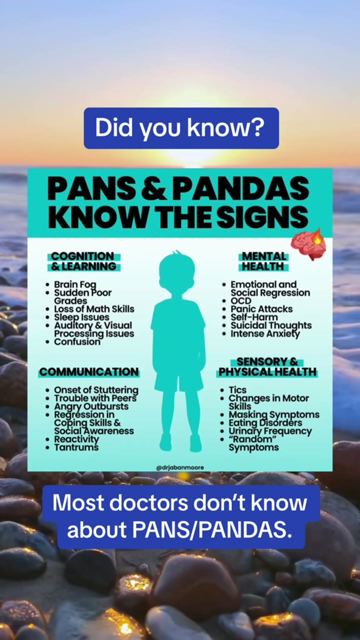 Did you know?
PANS & PANDAS
KNOW THE SIGNS
COGNITION
& LEARNING
• Brain Fog
• Sudden Poor
Grades
• Loss of Math Skills
• Sleep Issues
• Auditory & Visual
Processing Issues
• Confusion
MENTAL
HEALTH
• Emotional and
Social Regression
• OCD
• Panic Attacks
• Self-Harm
• Suicidal Thoughts
• Intense Anxiety
COMMUNICATION
• Onset of Stuttering
• Trouble with Peers
• Angry Outbursts
• Regression in
Coping Skills &
Social Awareness
• Reactivity
• Tantrums
SENSORY &
PHYSICAL HEALTH
• Tics
• Changes in Motor
Skills
• Masking Symptoms
• Eating Disorders
• Urinary Frequency
• “Random”
Symptoms
@drjabanmoore
Most doctors don’t know
about PANS/PANDAS.